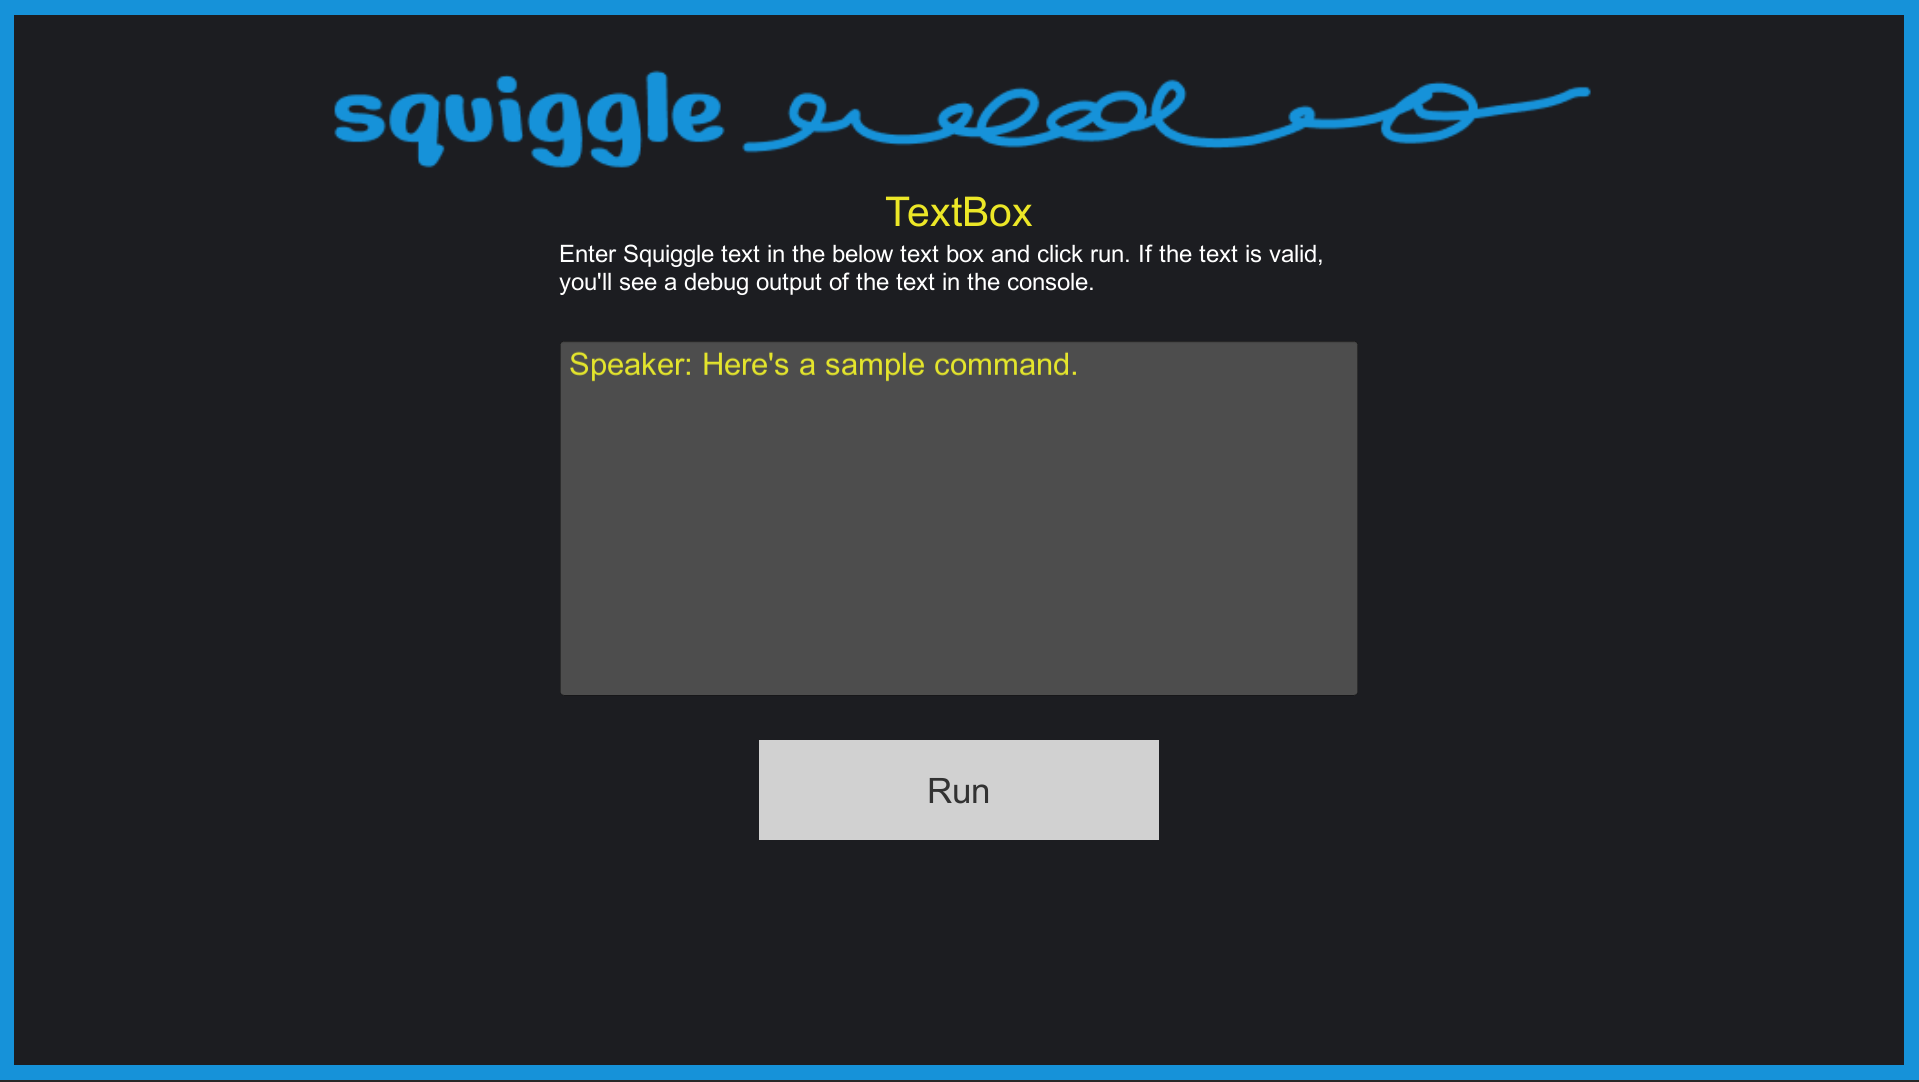 squiggle
TextBox
Enter Squiggle text in the below text box and click run. If the text is valid,
you'll see a debug output of the text in the console.
Speaker: Here's a sample command.
Run